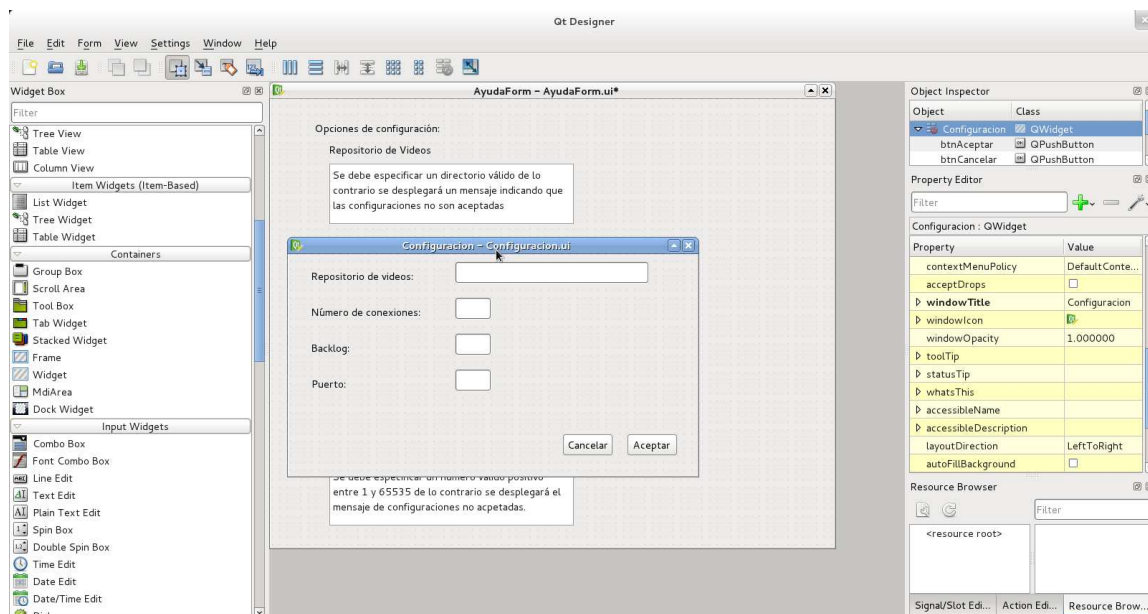 Qt Designer
File Edit Form View Settings Window Help
Widget Box
Filter
Tree View
Table View
Column View
Item Widgets (Item-Based)
List Widget
Tree Widget
Table Widget
Containers
Group Box
Scroll Area
Tool Box
Tab Widget
Stacked Widget
Frame
Widget
MdiArea
Dock Widget
Input Widgets
Combo Box
Font Combo Box
Line Edit
Text Edit
Plain Text Edit
Spin Box
Double Spin Box
Time Edit
Date Edit
Date/Time Edit
AyudaForm - AyudaForm.ui*
Opciones de configuración:
Repositorio de Videos
Se debe especificar un directorio válido de lo
contrario se desplegará un mensaje indicando que
las configuraciones no son aceptadas
Configuracion - Configuracion.ui
Repositorio de videos:
Número de conexiones:
Backlog:
Puerto:
Cancelar Aceptar
Se debe especificar un número válido positivo
entre 1 y 65535 de lo contrario se desplegará el
mensaje de configuraciones no acpetadas.
Object Inspector
Object Class
Configuracion QWidget
btnAceptar QPushButton
btnCancelar QPushButton
Property Editor
Filter
Configuracion : QWidget
Property Value
contextMenuPolicy DefaultConte...
acceptDrops
windowTitle Configuracion
windowIcon
windowOpacity 1.000000
toolTip
statusTip
whatsThis
accessibleName
accessibleDescription
layoutDirection LeftToRight
autoFillBackground
Resource Browser
Filter
<resource root>
Signal/Slot Edi... Action Edi... Resource Brow...